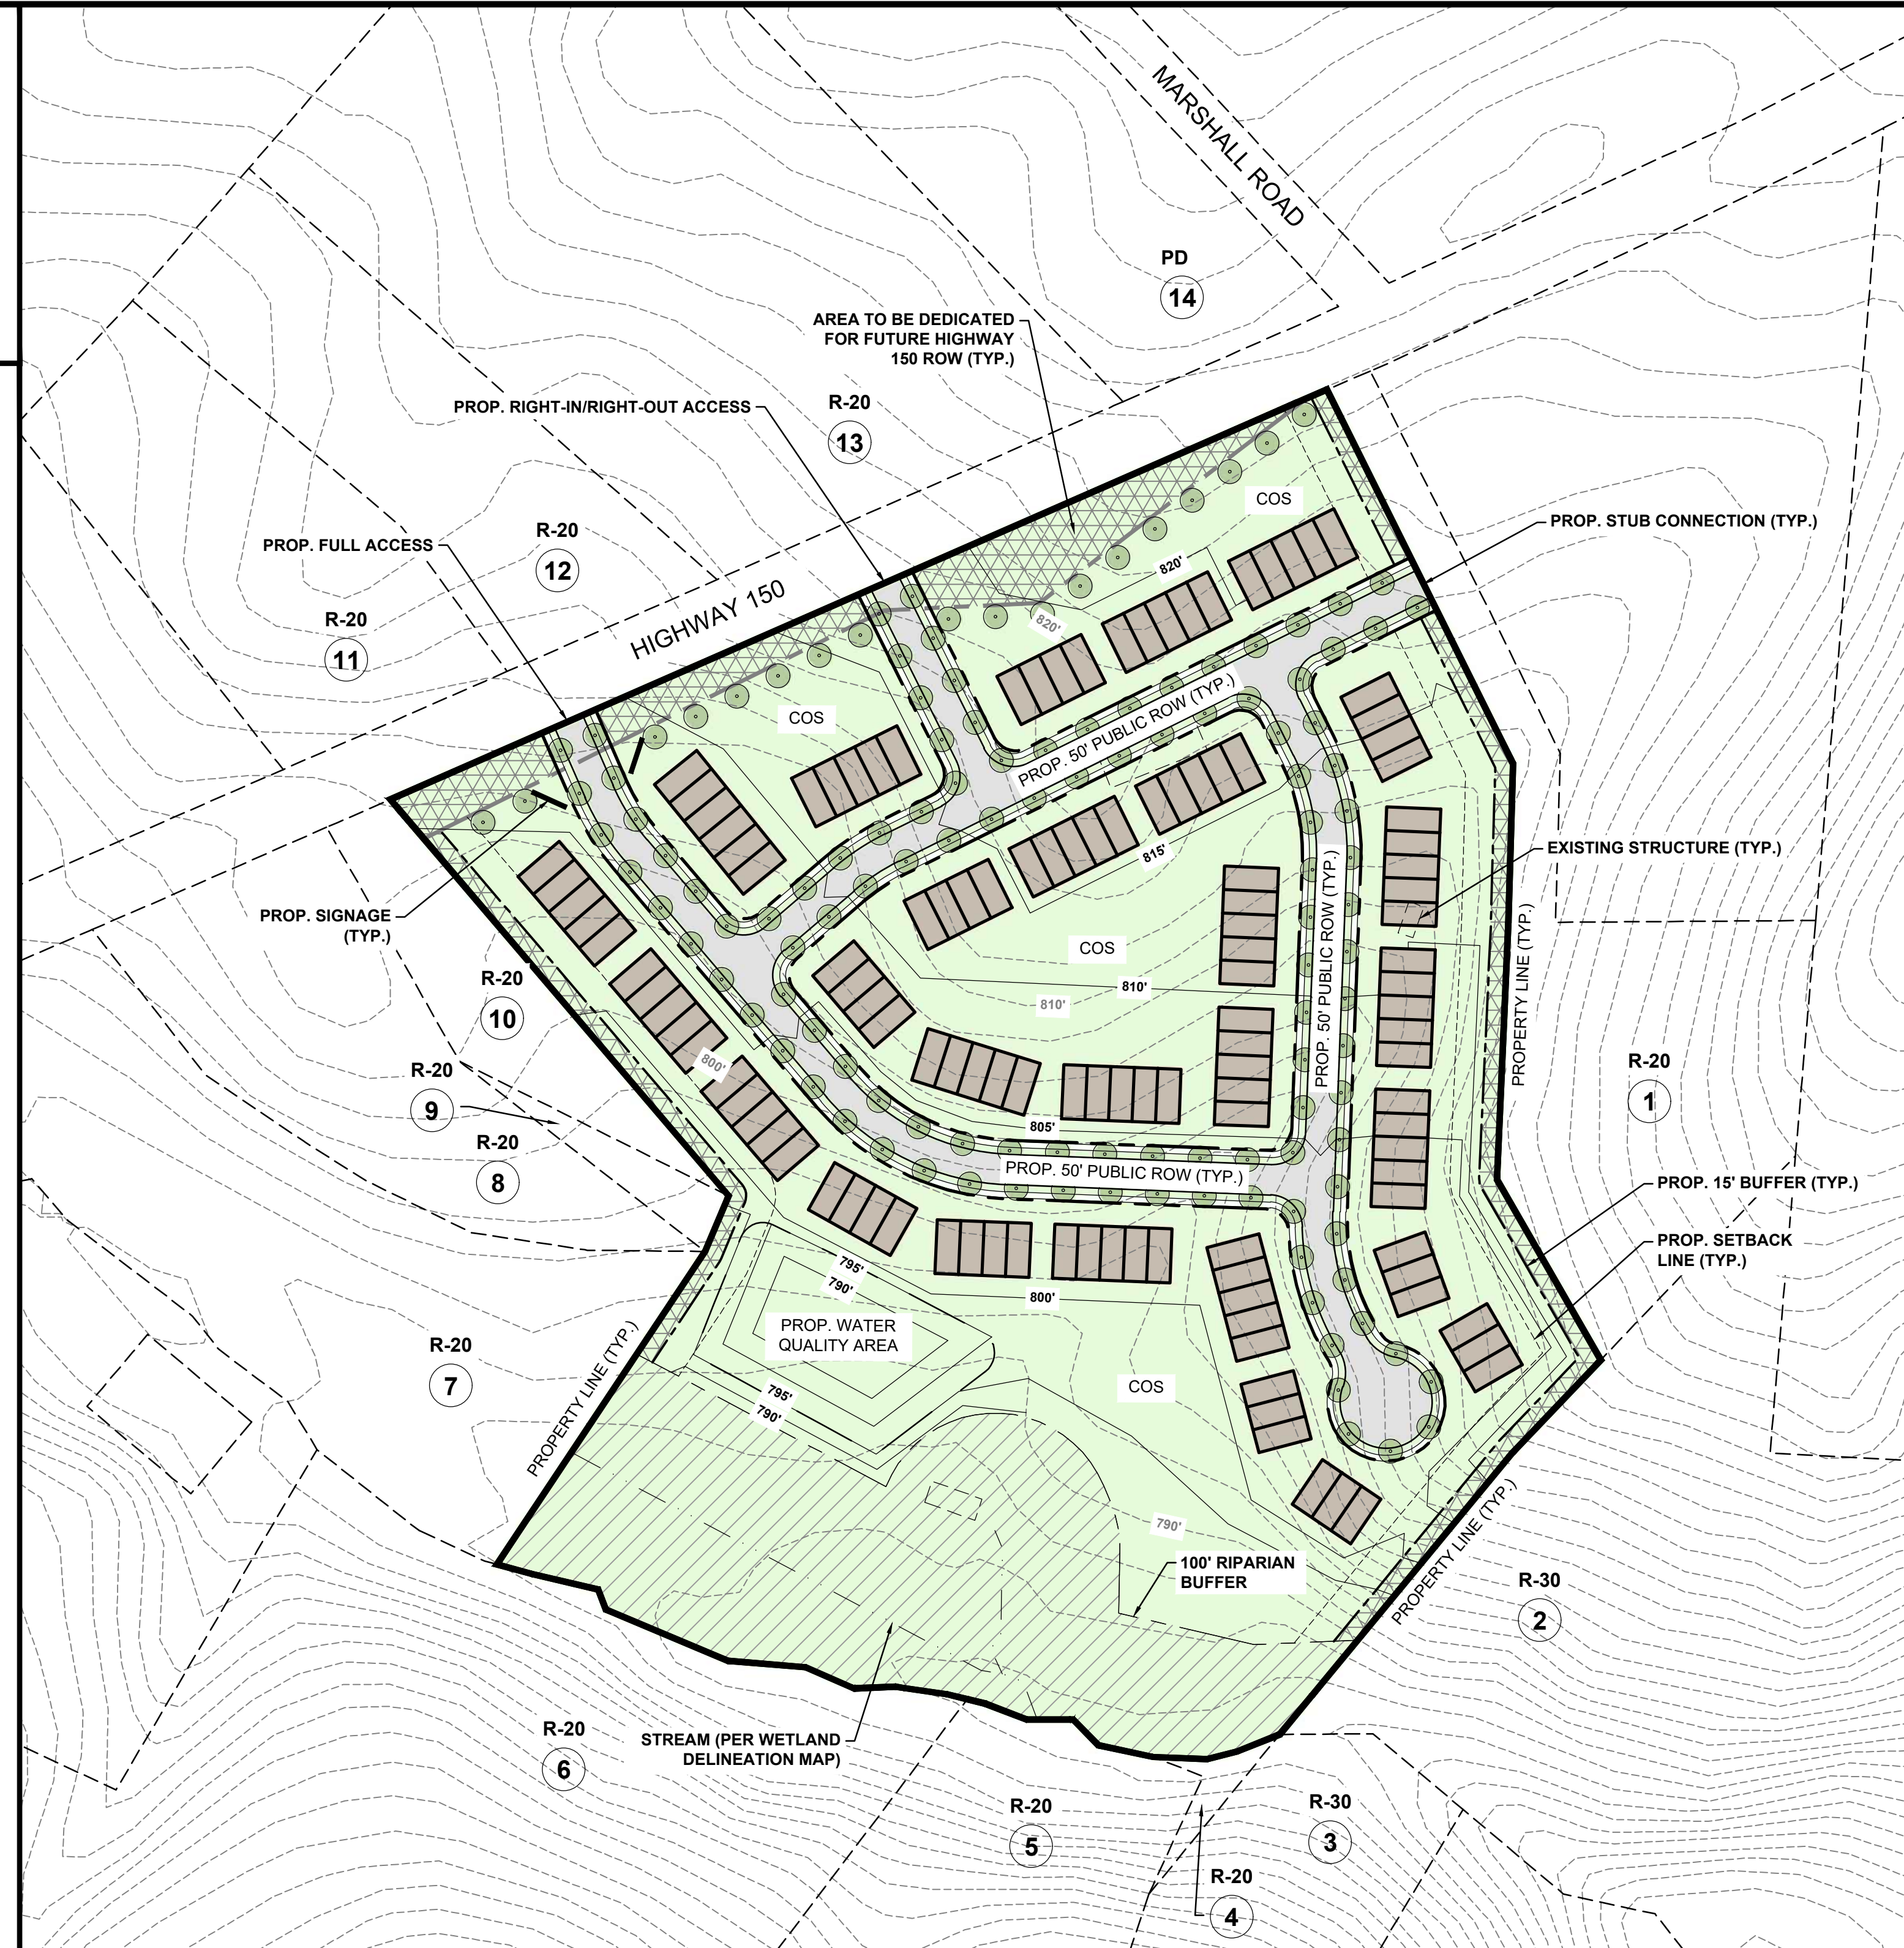 MARSHALL ROAD
PD
14
AREA TO BE DEDICATED
FOR FUTURE HIGHWAY
150 ROW (TYP.)
PROP. RIGHT-IN/RIGHT-OUT ACCESS
R-20
13
COS
PROP. STUB CONNECTION (TYP.)
PROP. FULL ACCESS
R-20
12
820'
HIGHWAY 150
820'
R-20
11
COS
PROP. 50' PUBLIC ROW (TYP.)
815'
EXISTING STRUCTURE (TYP.)
PROP. SIGNAGE
(TYP.)
COS
PROP. 50' PUBLIC ROW (TYP.)
PROPERTY LINE (TYP.)
R-20
10
810'
810'
800'
R-20
9
R-20
1
805'
R-20
8
PROP. 50' PUBLIC ROW (TYP.)
PROP. 15' BUFFER (TYP.)
PROP. SETBACK
LINE (TYP.)
795'
790'
800'
PROP. WATER
QUALITY AREA
R-20
7
PROPERTY LINE (TYP.)
COS
795'
790'
790'
PROPERTY LINE (TYP.)
100' RIPARIAN
BUFFER
R-30
2
R-20
6
STREAM (PER WETLAND
DELINEATION MAP)
R-20
5
R-30
3
R-20
4